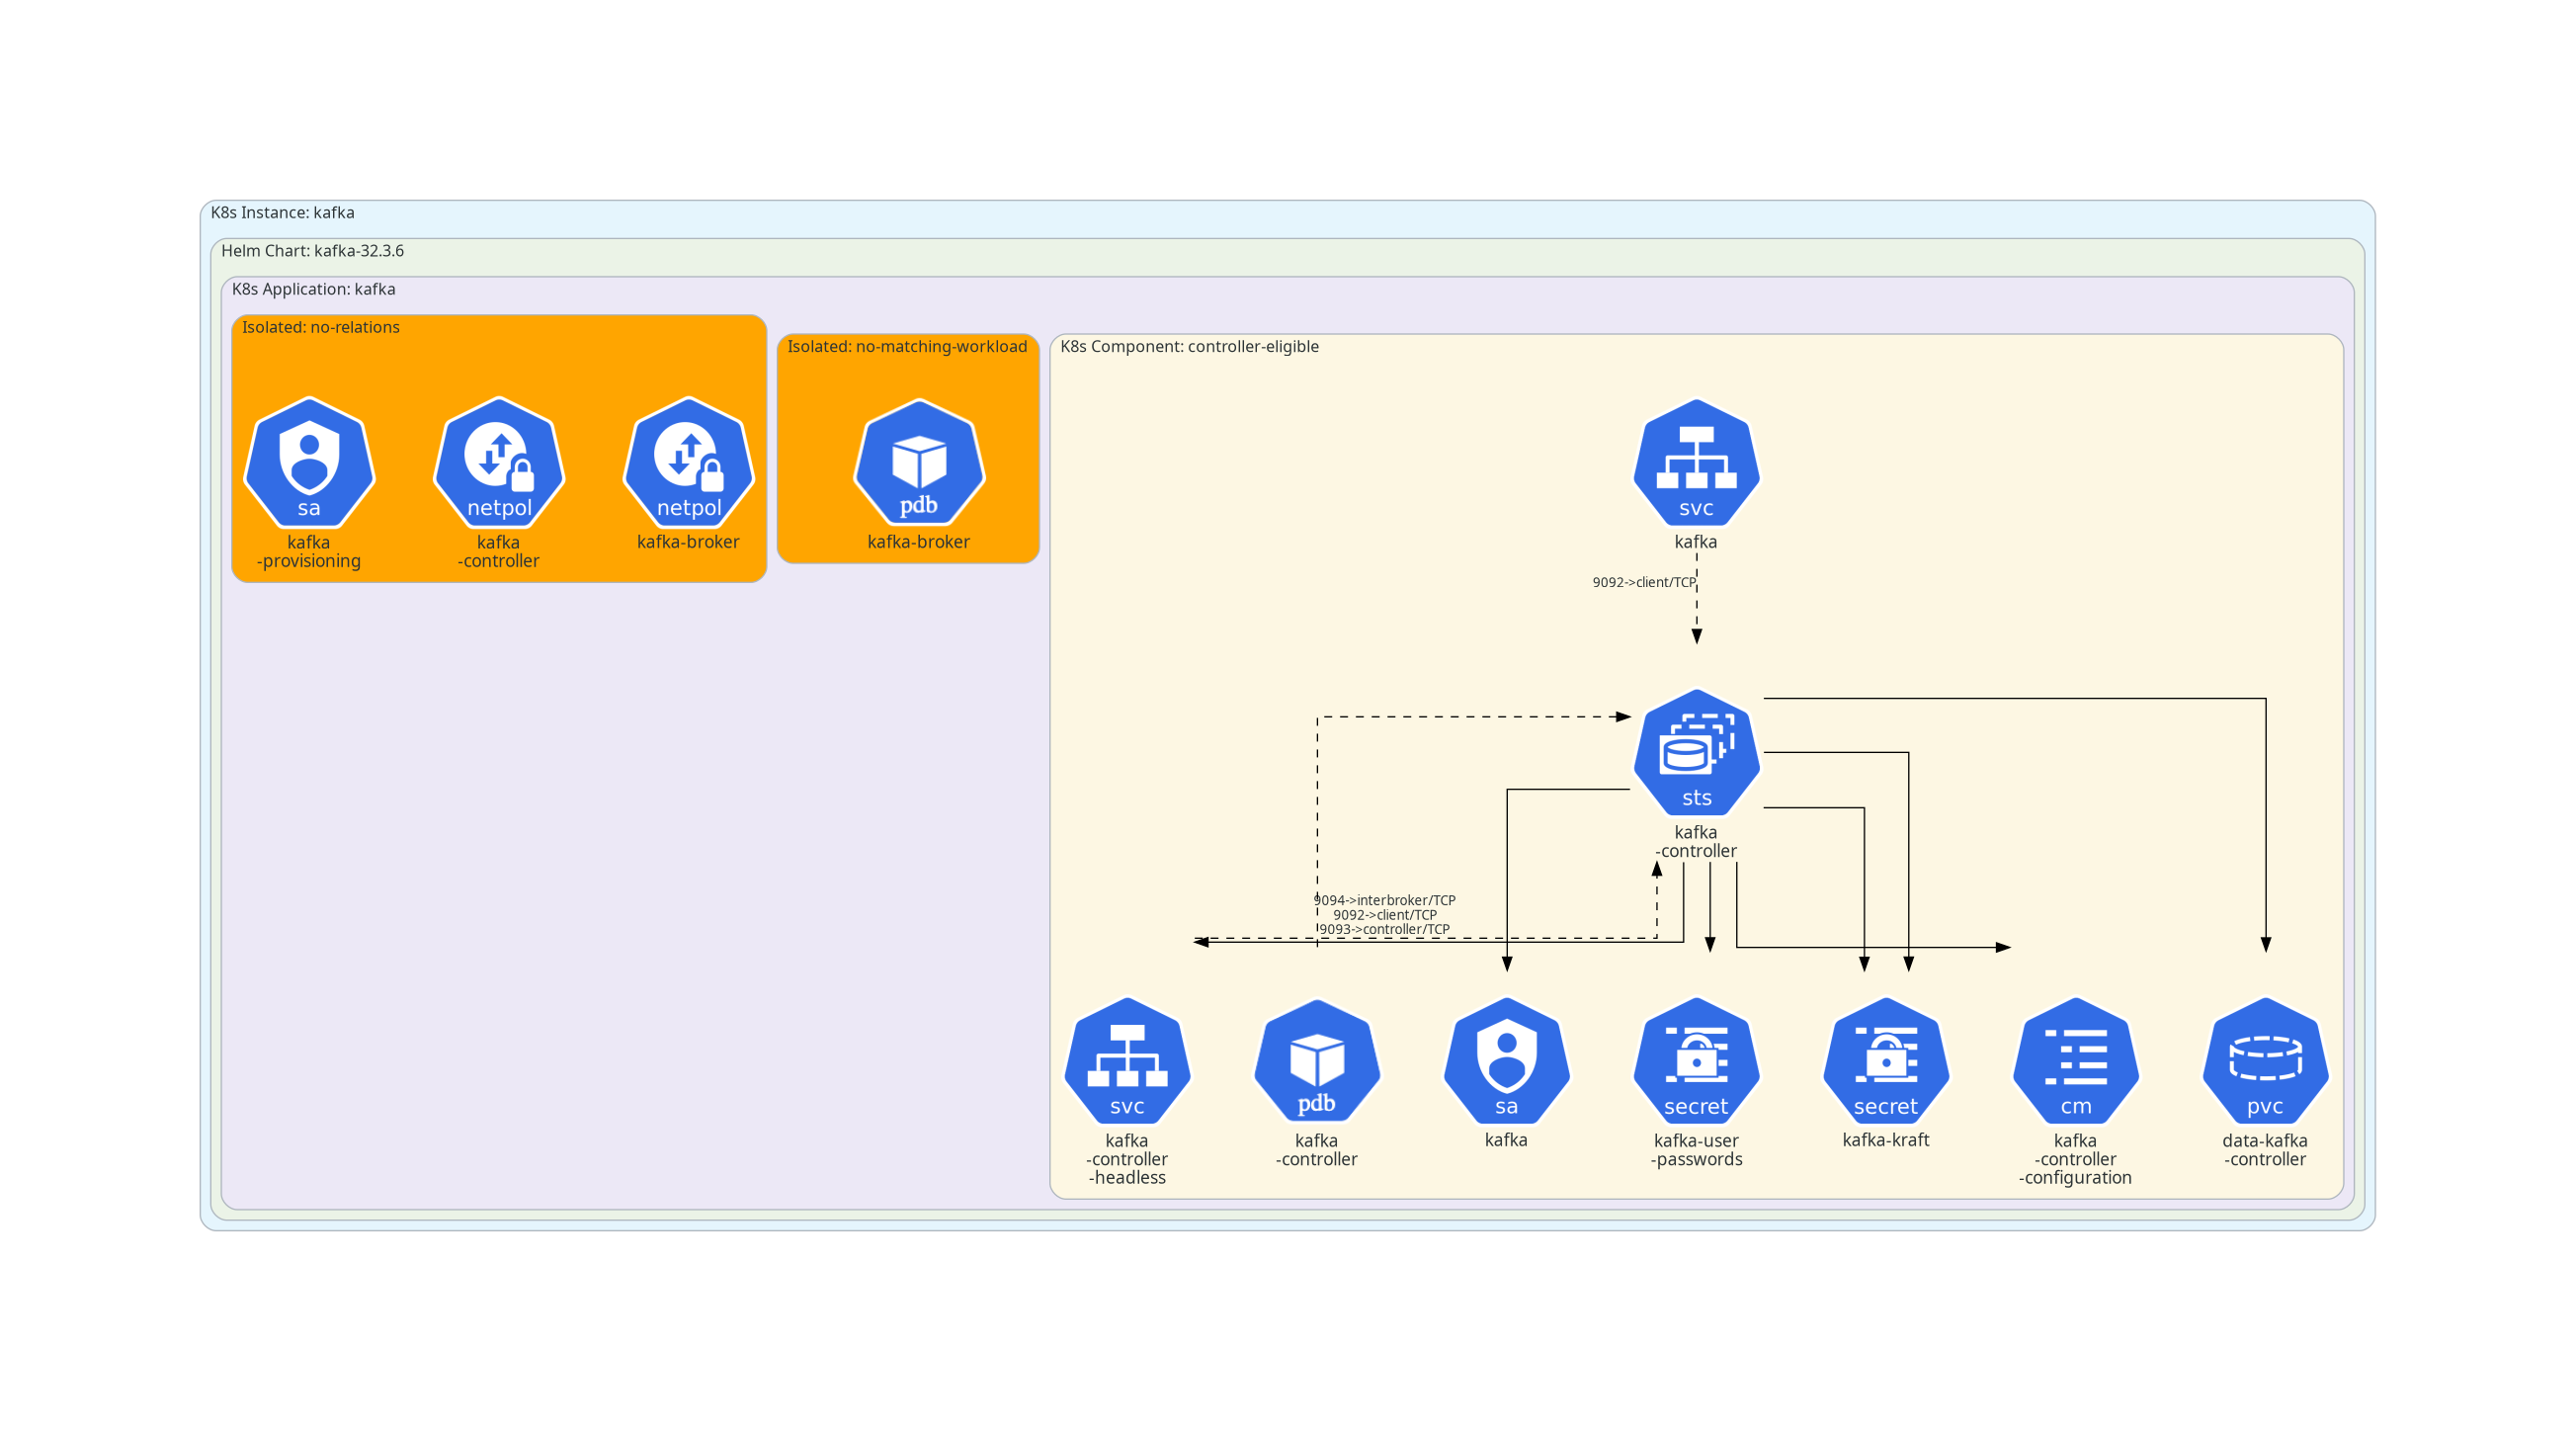 K8s Instance: kafka
Helm Chart: kafka-32.3.6
K8s Application: kafka
Isolated: no-relations
sa
kafka
-provisioning
netpol
kafka
-controller
netpol
kafka-broker
Isolated: no-matching-workload
pdb
kafka-broker
K8s Component: controller-eligible
svc
kafka
9092->client/TCP
sts
kafka
-controller
9094->interbroker/TCP
9092->client/TCP
9093->controller/TCP
svc
kafka
-controller
-headless
pdb
kafka
-controller
sa
kafka
secret
kafka-user
-passwords
secret
kafka-kraft
cm
kafka
-controller
-configuration
pvc
data-kafka
-controller